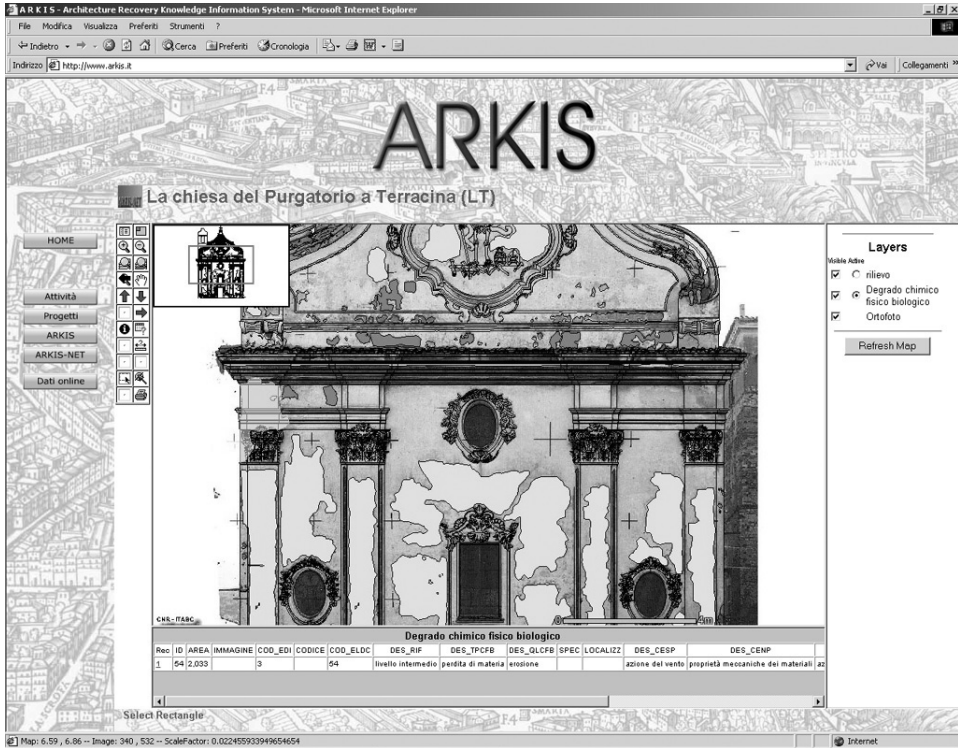 A R K I S - Architecture Recovery Knowledge Information System - Microsoft Internet Explorer
File Modifica Visualizza Preferiti Strumenti ?
Indietro Cerca Preferiti Cronologia
Indirizzo http://www.arkis.it Vai Collegamenti »
ARKIS
La chiesa del Purgatorio a Terracina (LT)
HOME
Attività
Progetti
ARKIS
ARKIS-NET
Dati online
Layers
Visible Active
rilievo
Degrado chimico
fisico biologico
Ortofoto
Refresh Map
CNR - ITABC
0 4m
Degrado chimico fisico biologico
Rec ID AREA IMMAGINE COD_EDI CODICE COD_ELDC DES_RIF DES_TPCFB DES_QLCFB SPEC LOCALIZZ DES_CESP DES_CENP
1 54 2,033 3 54 livello intermedio perdita di materia erosione azione del vento proprietà meccaniche dei materiali az
Select Rectangle
F4
Map: 6.59 , 6.86 -- Image: 340 , 532 -- ScaleFactor: 0.022455933949654654
Internet